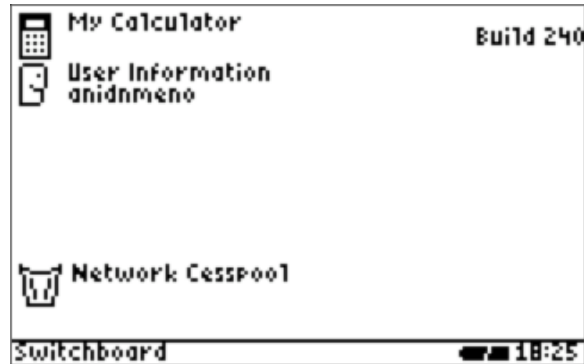 My Calculator
Build 240
User Information
anidnmeno
Network Cesspool
Switchboard
18:25